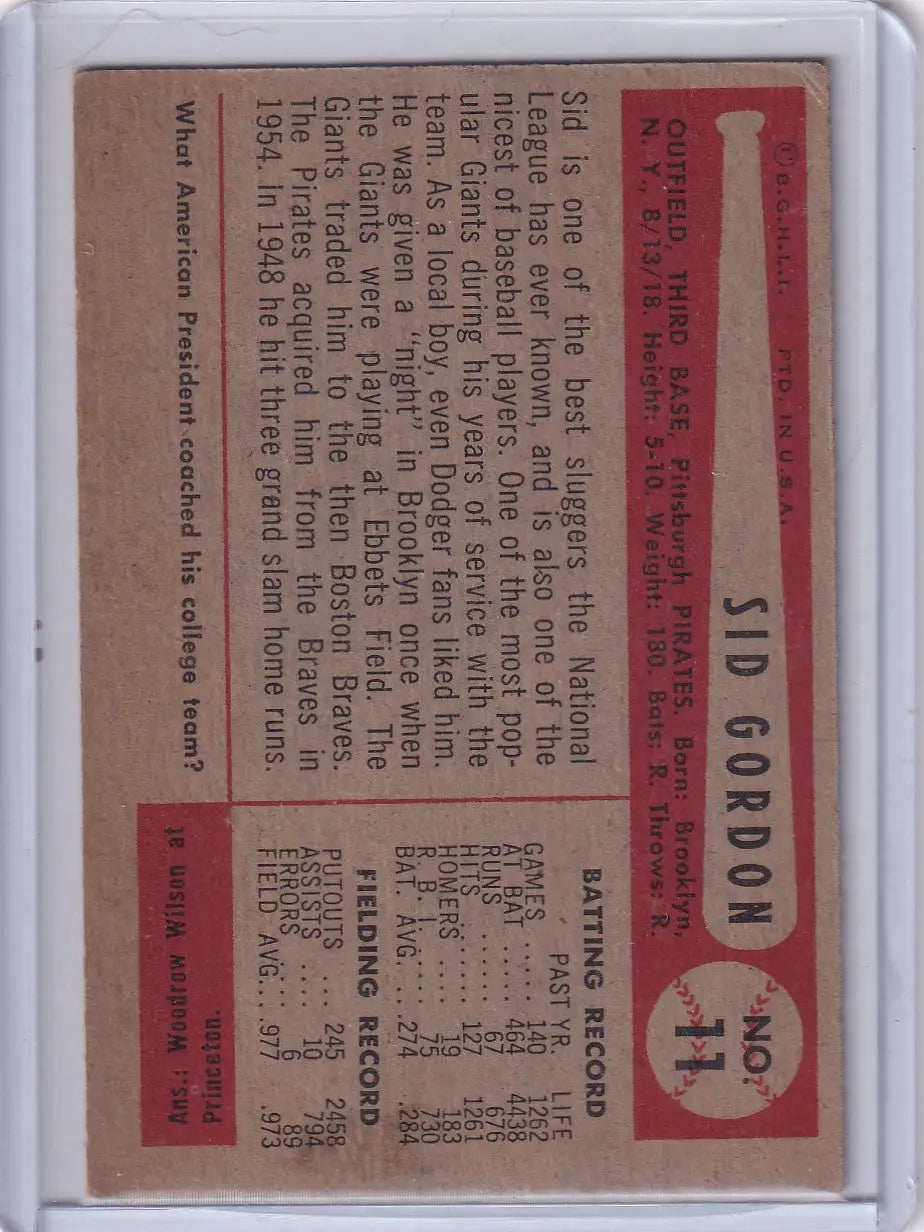 © B.G.H.L.I. PTD. IN U.S.A.
SID GORDON
NO.
11
OUTFIELD, THIRD BASE, Pittsburgh PIRATES. Born: Brooklyn,
N. Y., 8/13/18. Height: 5-10. Weight: 180. Bats: R. Throws: R.
Sid is one of the best sluggers the National
League has ever known, and is also one of the
nicest of baseball players. One of the most pop-
ular Giants during his years of service with the
team. As a local boy, even Dodger fans liked him.
He was given a "night" in Brooklyn once when
the Giants were playing at Ebbets Field. The
Giants traded him to the then Boston Braves.
The Pirates acquired him from the Braves in
1954. In 1948 he hit three grand slam home runs.
BATTING RECORD
PAST YR. LIFE
GAMES ..... 140 1262
AT BAT ..... 464 4438
RUNS ...... 67 676
HITS ...... 127 1261
HOMERS ..... 19 183
R. B. I. .... 75 730
BAT. AVG. .. .274 .284
FIELDING RECORD
PUTOUTS ... 245 2458
ASSISTS .... 10 794
ERRORS .... 6 89
FIELD AVG... .977 .973
What American President coached his college team?
Ans.: Woodrow Wilson at
Princeton.